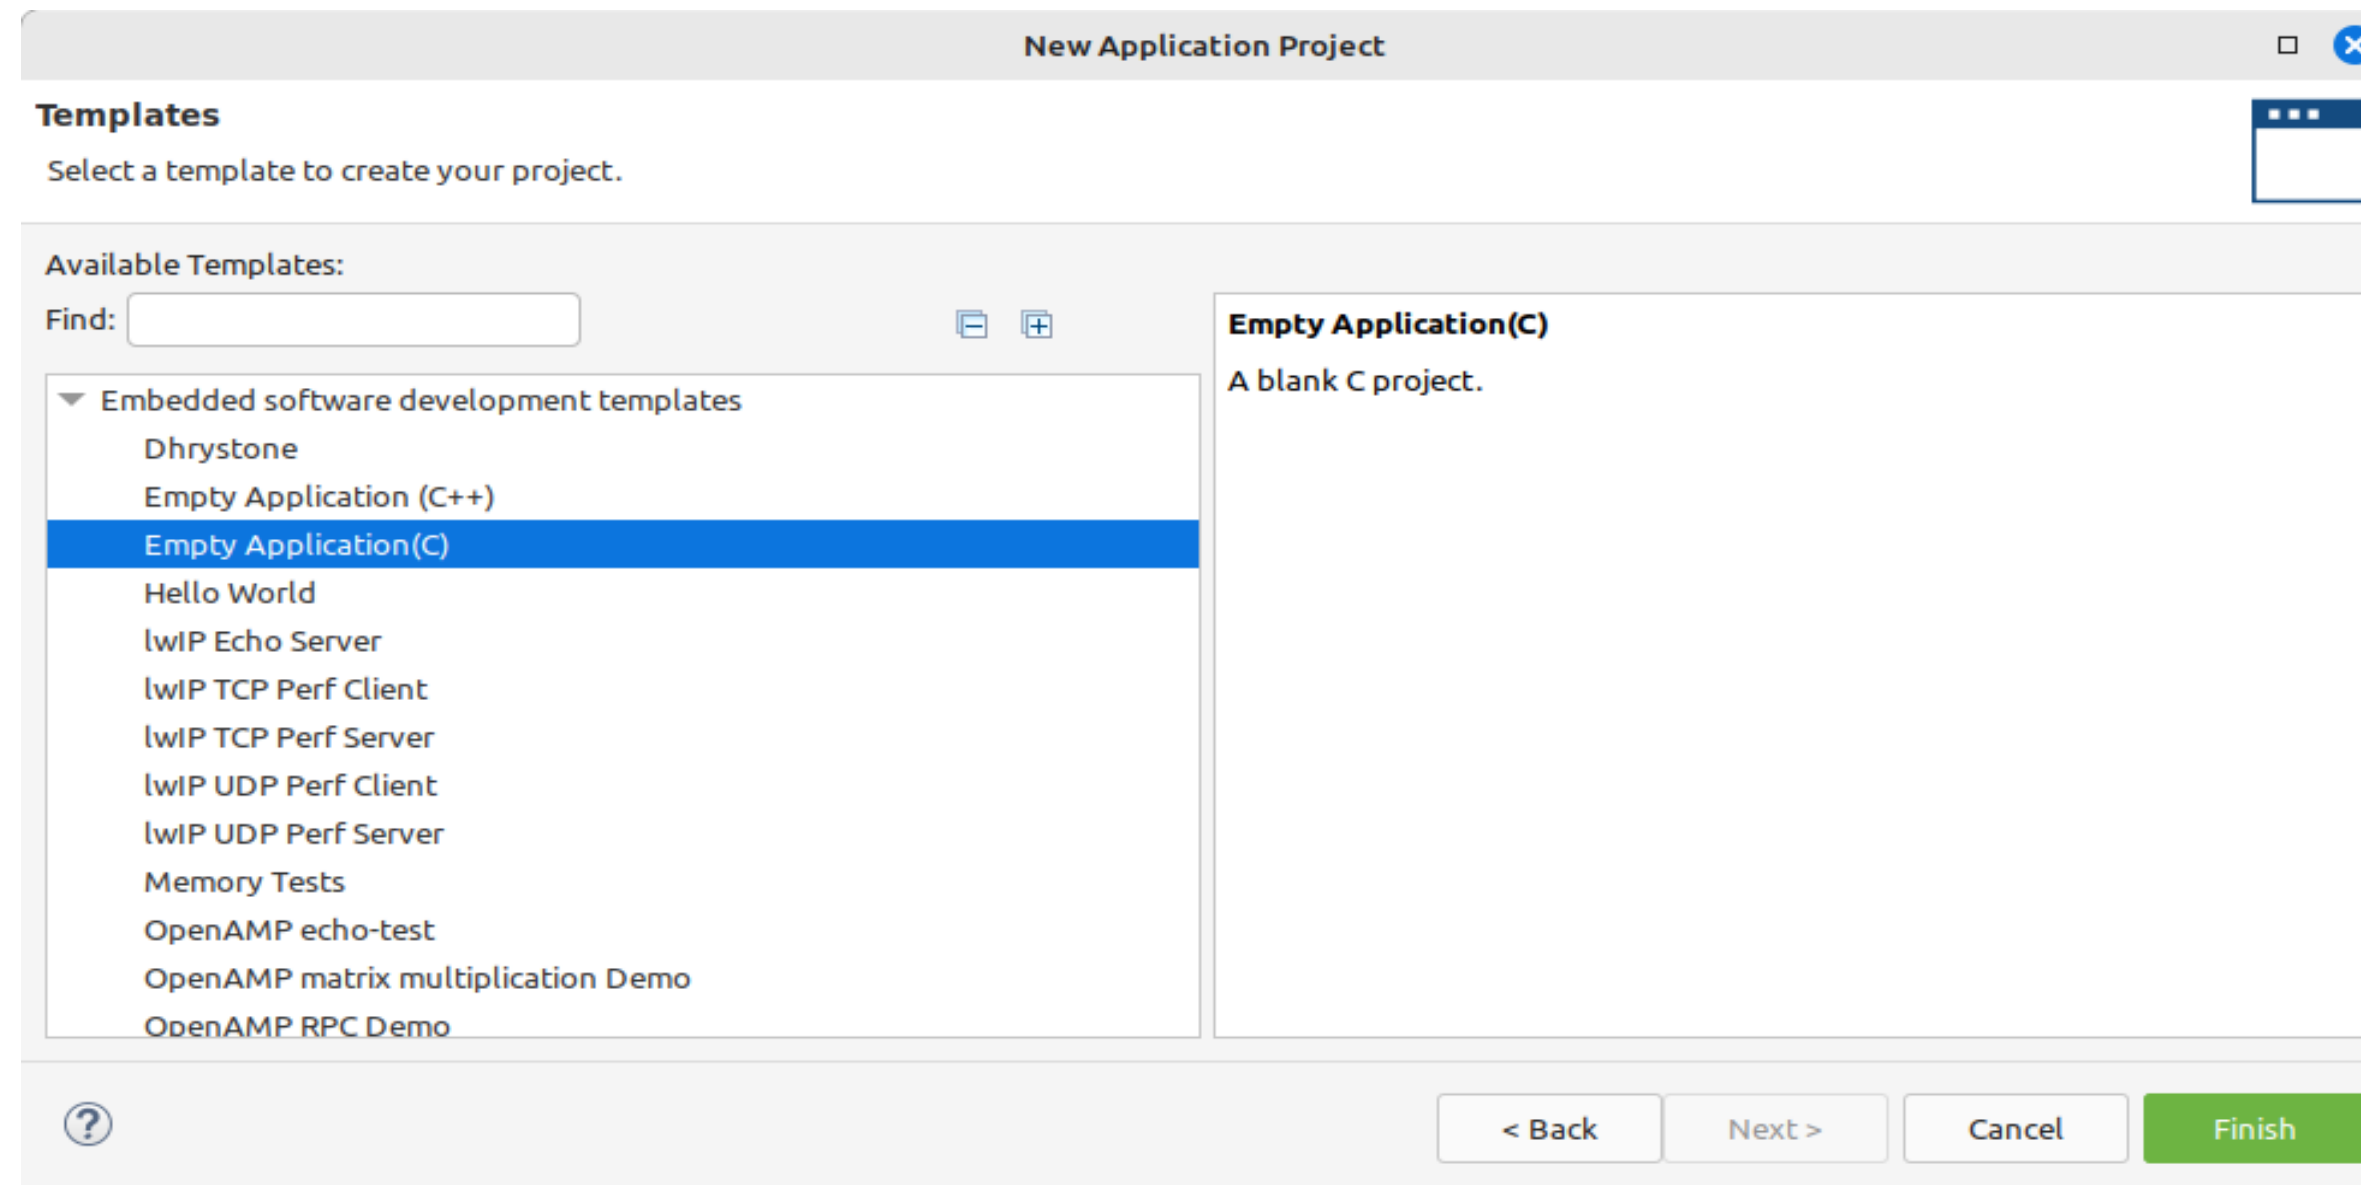 New Application Project
Templates
Select a template to create your project.
Available Templates:
Find:
Embedded software development templates
Dhrystone
Empty Application (C++)
Empty Application(C)
Hello World
lwIP Echo Server
lwIP TCP Perf Client
lwIP TCP Perf Server
lwIP UDP Perf Client
lwIP UDP Perf Server
Memory Tests
OpenAMP echo-test
OpenAMP matrix multiplication Demo
OpenAMP RPC Demo
Empty Application(C)
A blank C project.
?
< Back
Next >
Cancel
Finish